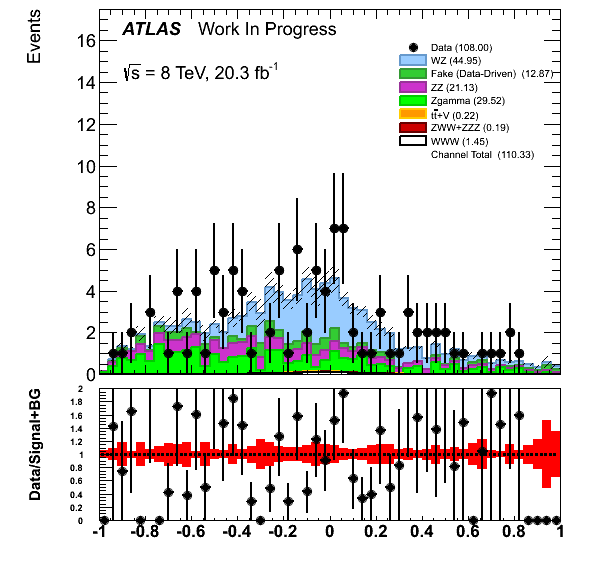 Events
ATLAS Work In Progress
√s = 8 TeV, 20.3 fb⁻¹
Data (108.00)
WZ (44.95)
Fake (Data-Driven) (12.87)
ZZ (21.13)
Zgamma (29.52)
tt̄+V (0.22)
ZWW+ZZZ (0.19)
WWW (1.45)
Channel Total (110.33)
16
14
12
10
8
6
4
2
0
Data/Signal+BG
2
1.8
1.6
1.4
1.2
1
0.8
0.6
0.4
0.2
0
-1 -0.8 -0.6 -0.4 -0.2 0 0.2 0.4 0.6 0.8 1